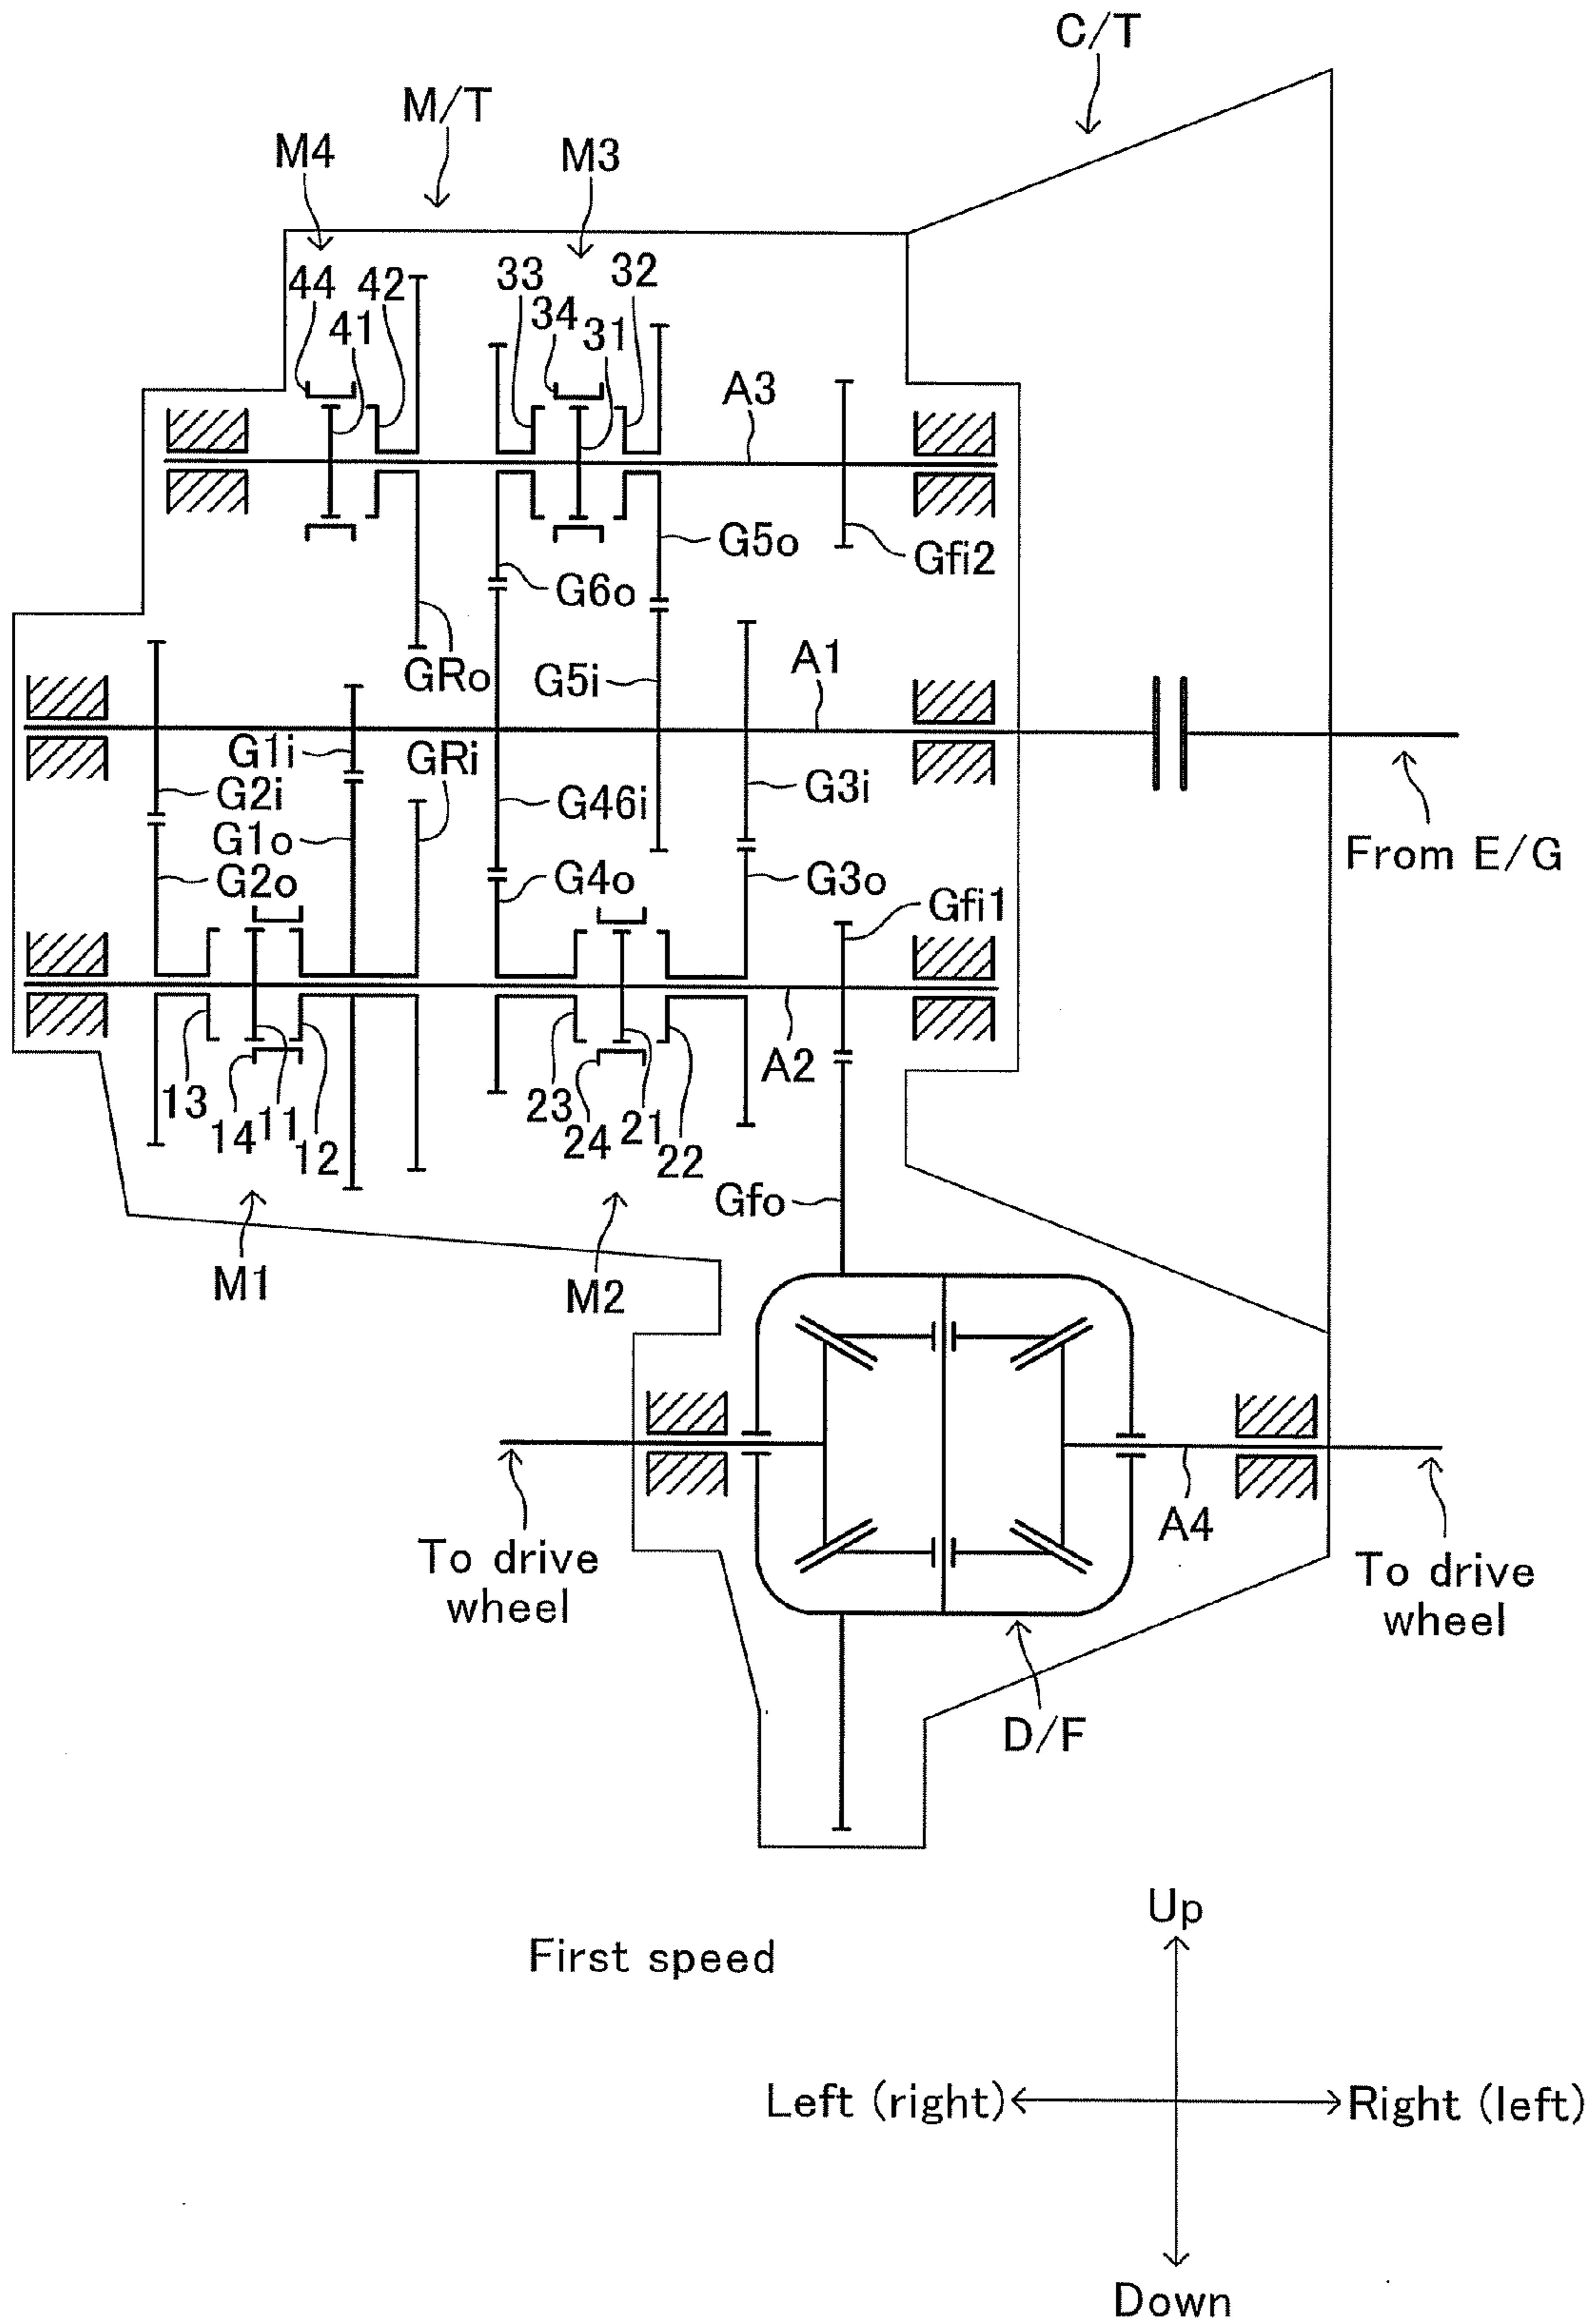 C/T
M/T
M4
M3
44
42
33
32
41
34
31
A3
G5o
Gfi2
G6o
GRo
G5i
A1
G1i
GRi
G2i
G46i
G3i
G1o
From E/G
G2o
G4o
G3o
Gfi1
A2
13
14
11
12
23
24
21
22
Gfo
M1
M2
A4
To drive
wheel
To drive
wheel
D/F
Up
First speed
Left (right)
Right (left)
Down